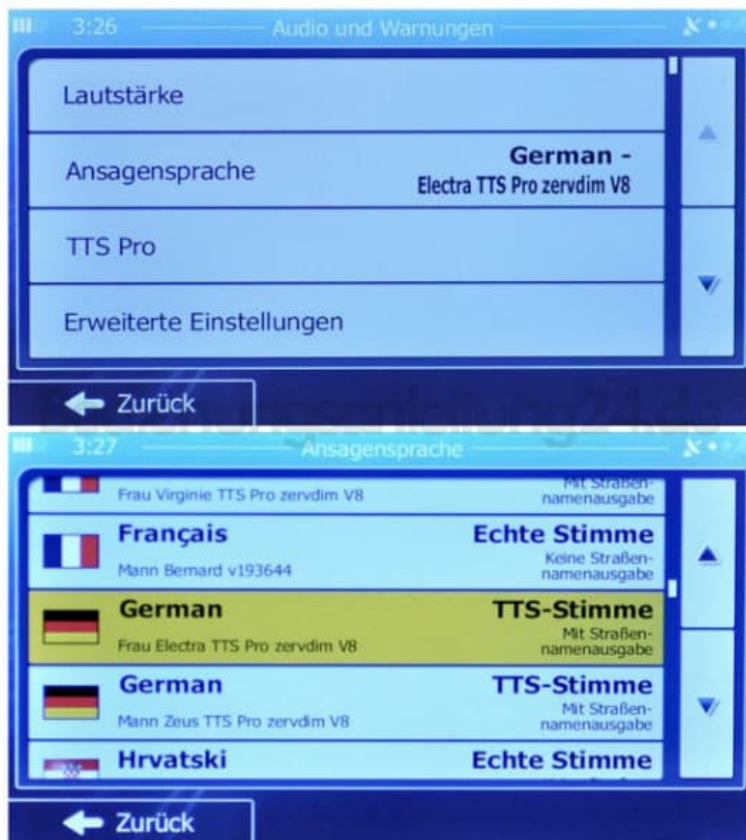 3:26 Audio und Warnungen
Lautstärke
Ansagensprache
German -
Electra TTS Pro zervdim V8
TTS Pro
Erweiterte Einstellungen
Zurück
3:27 Ansagensprache
Frau Virginie TTS Pro zervdim V8
Mit Straßen-
namenausgabe
Français
Mann Bernard v193644
Echte Stimme
Keine Straßen-
namenausgabe
German
Frau Electra TTS Pro zervdim V8
TTS-Stimme
Mit Straßen-
namenausgabe
German
Mann Zeus TTS Pro zervdim V8
TTS-Stimme
Mit Straßen-
namenausgabe
Hrvatski
Echte Stimme
Zurück